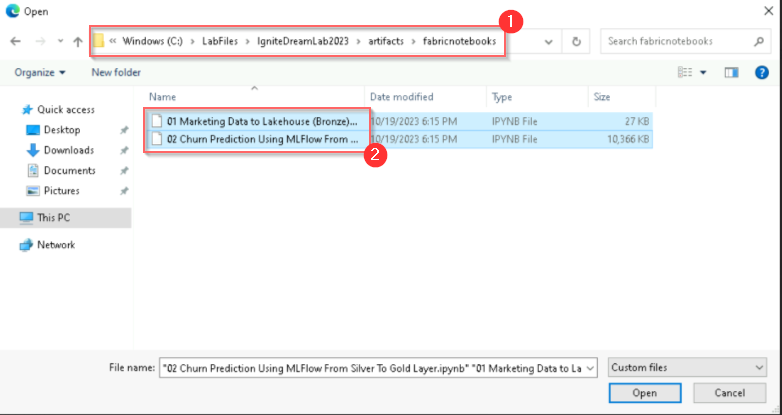 Open
1
« Windows (C:) › LabFiles › IgniteDreamLab2023 › artifacts › fabricnotebooks
Search fabricnotebooks
Organize
New folder
Name Date modified Type Size
Quick access
Desktop
Downloads
Documents
Pictures
This PC
Network
01 Marketing Data to Lakehouse (Bronze)... 10/19/2023 6:15 PM IPYNB File 27 KB
02 Churn Prediction Using MLFlow From ... 10/19/2023 6:15 PM IPYNB File 10,366 KB
2
File name: "02 Churn Prediction Using MLFlow From Silver To Gold Layer.ipynb" "01 Marketing Data to La
Custom files
Open Cancel